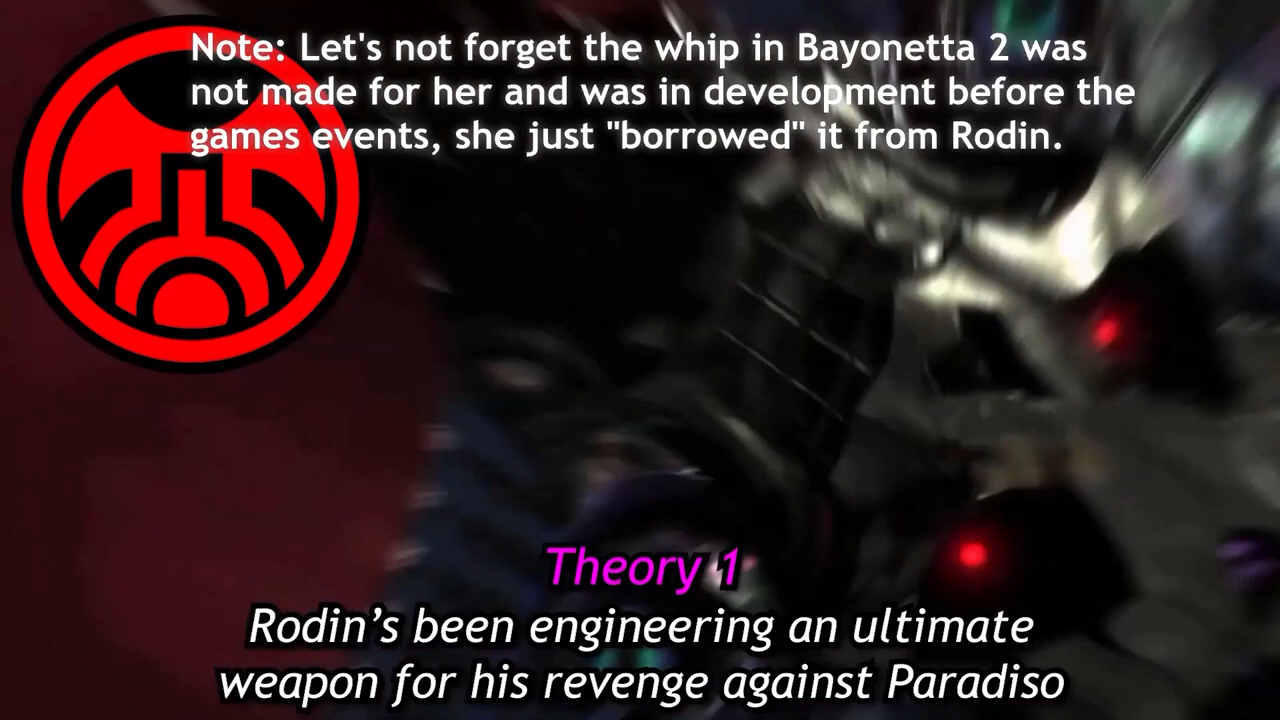 Note: Let's not forget the whip in Bayonetta 2 was
not made for her and was in development before the
games events, she just "borrowed" it from Rodin.
Theory 1
Rodin’s been engineering an ultimate
weapon for his revenge against Paradiso